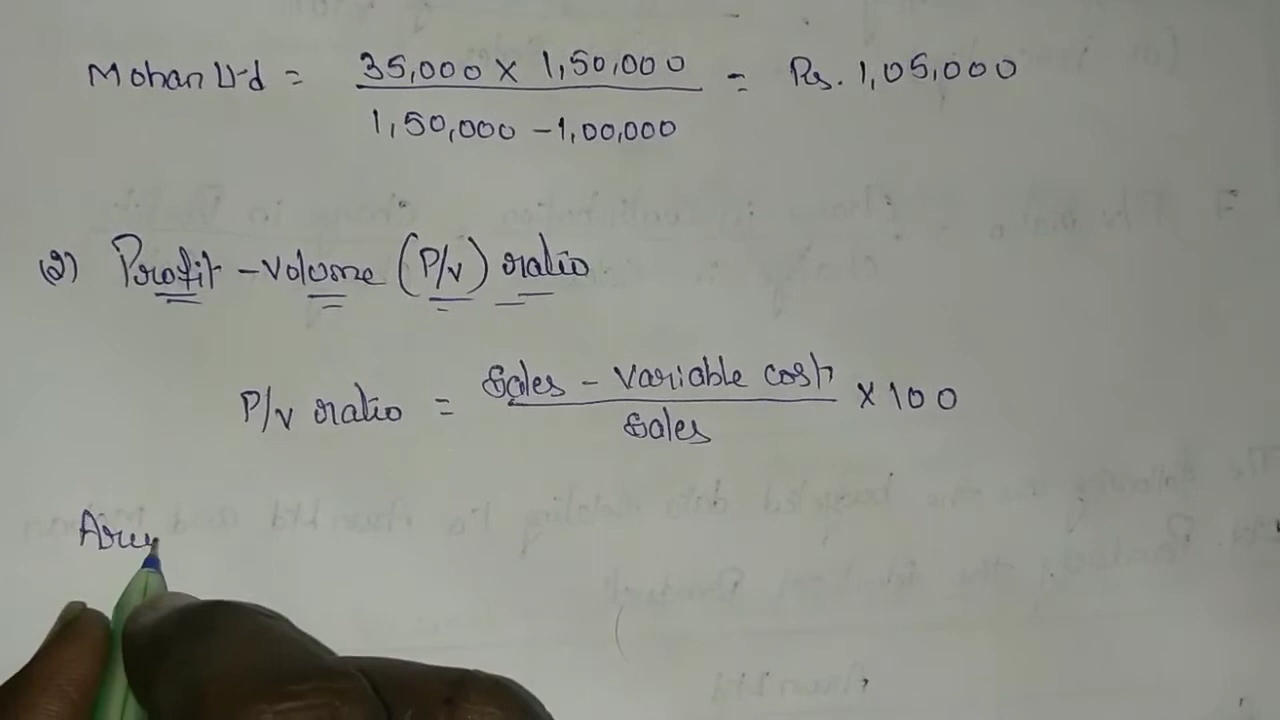 Mohan Ltd = 35,000 × 1,50,000 / 1,50,000 - 1,00,000 = Rs. 1,05,000
(2) Profit - Volume (P/V) ratio
P/V ratio = Sales - Variable cost / Sales × 100
Aru